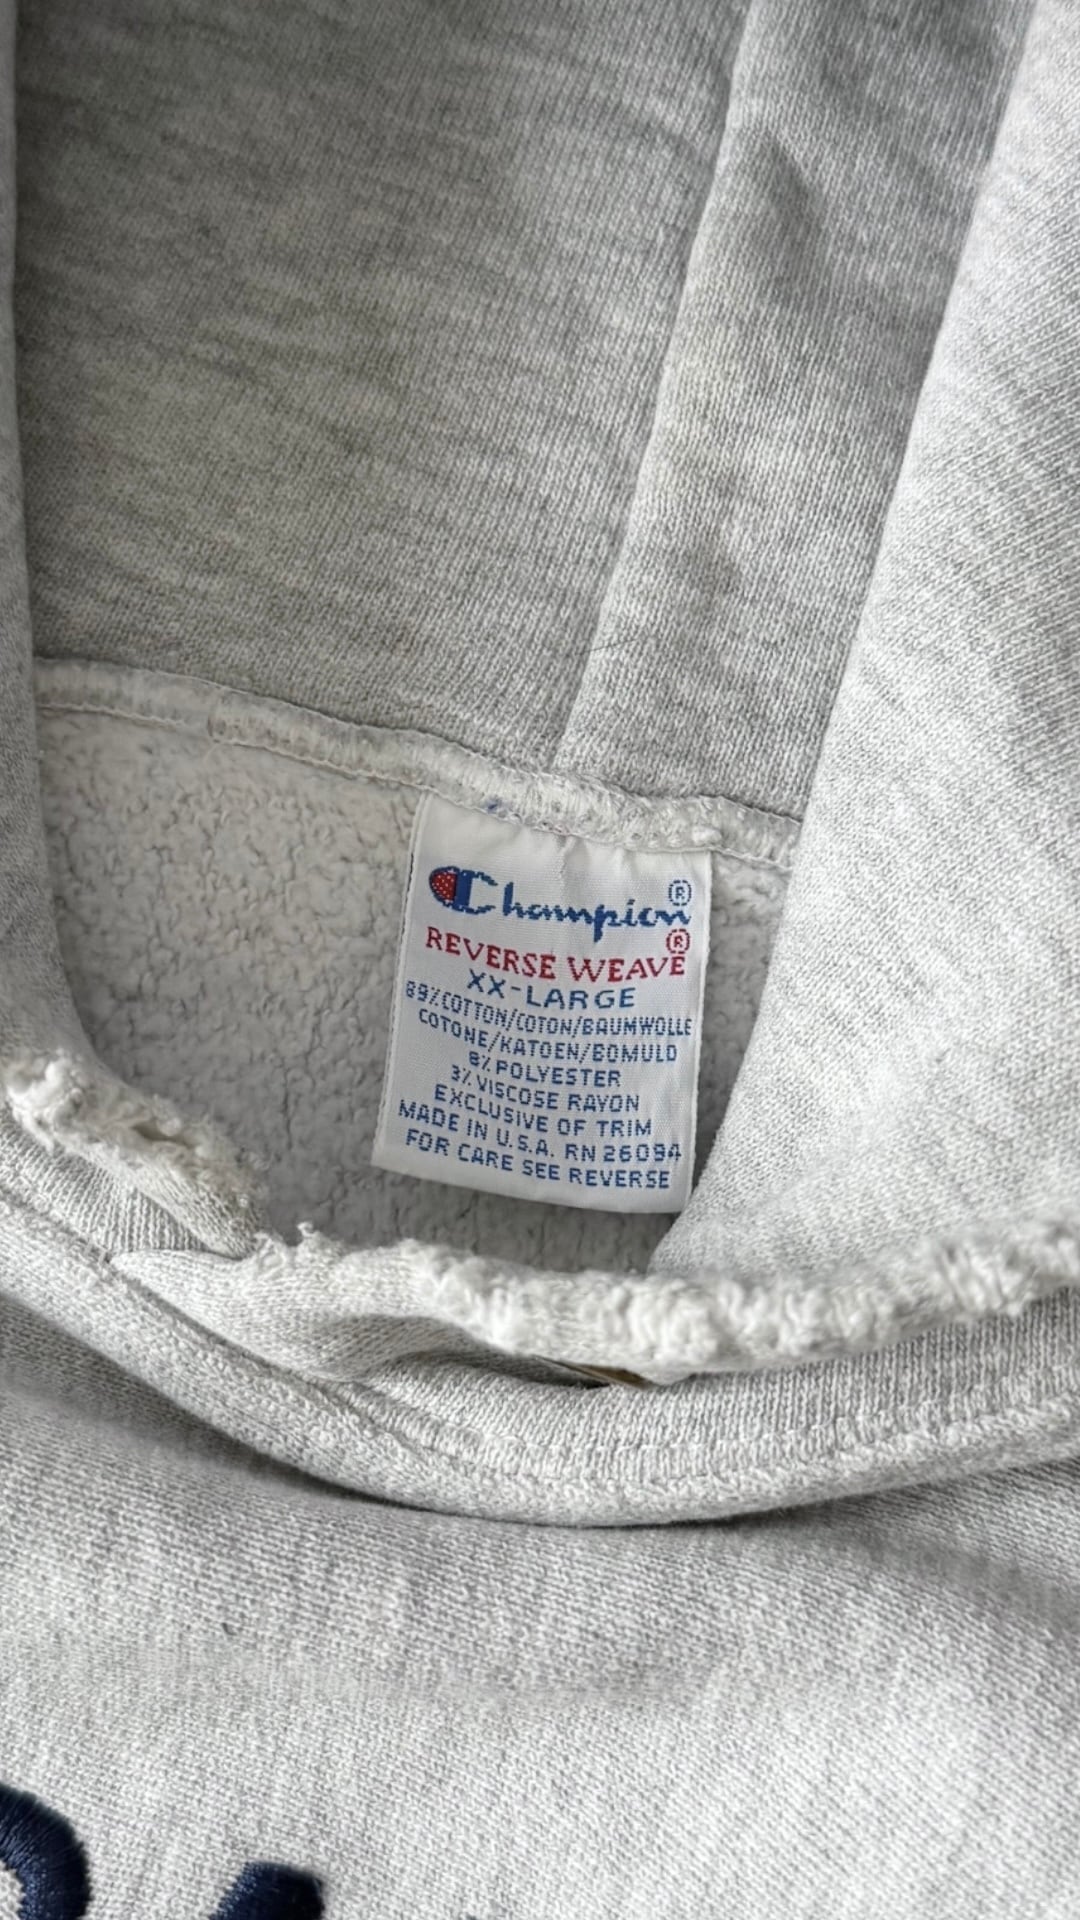 Champion®
REVERSE WEAVE®
XX-LARGE
89%COTTON/COTON/BAUMWOLLE
COTONE/KATOEN/BOMULD
8%POLYESTER
3%VISCOSE RAYON
EXCLUSIVE OF TRIM
MADE IN U.S.A. RN 26094
FOR CARE SEE REVERSE